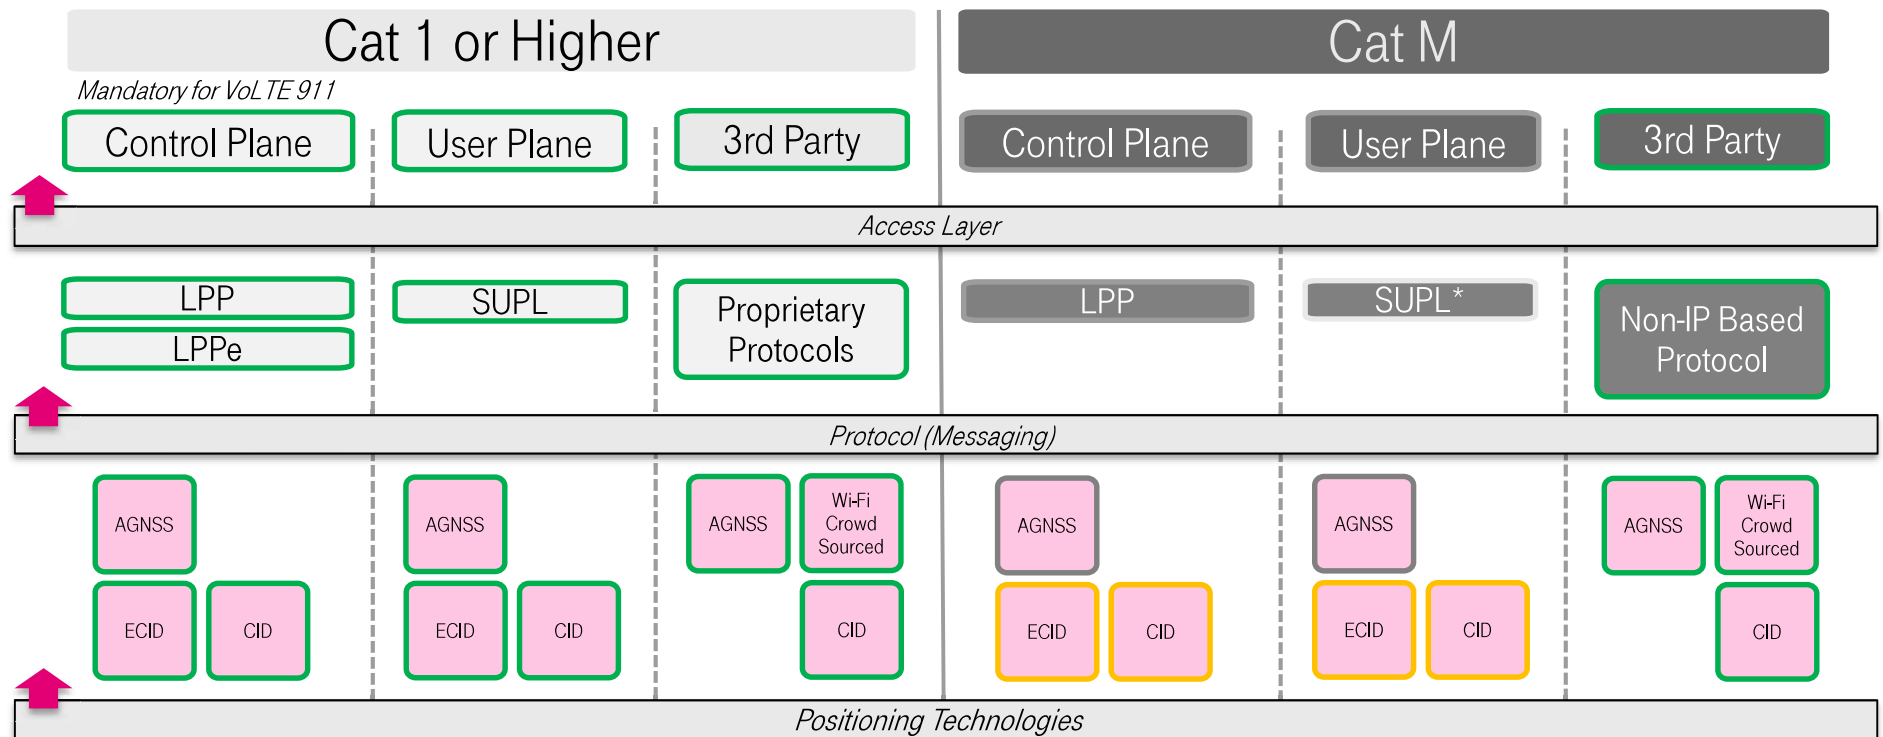 Cat 1 or Higher
Cat M
Mandatory for VoLTE 911
Control Plane
User Plane
3rd Party
Control Plane
User Plane
3rd Party
Access Layer
LPP
LPPe
SUPL
Proprietary
Protocols
LPP
SUPL*
Non-IP Based
Protocol
Protocol (Messaging)
AGNSS
ECID
CID
AGNSS
ECID
CID
AGNSS
Wi-Fi
Crowd
Sourced
CID
AGNSS
ECID
CID
AGNSS
ECID
CID
AGNSS
Wi-Fi
Crowd
Sourced
CID
Positioning Technologies